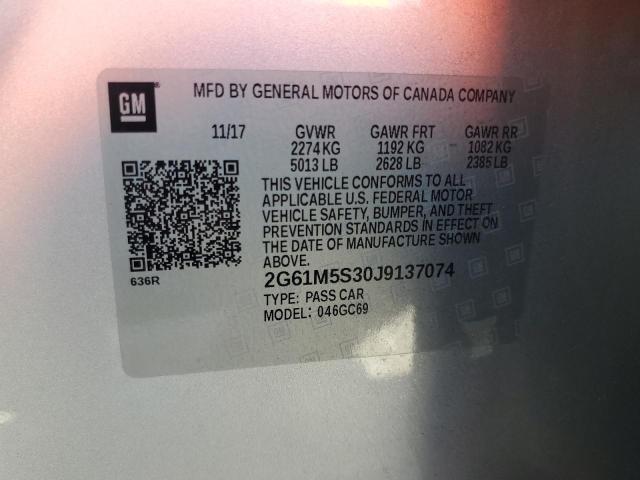 GM
MFD BY GENERAL MOTORS OF CANADA COMPANY
11/17 GVWR GAWR FRT GAWR RR
2274 KG 1192 KG 1082 KG
5013 LB 2628 LB 2385 LB
THIS VEHICLE CONFORMS TO ALL
APPLICABLE U.S. FEDERAL MOTOR
VEHICLE SAFETY, BUMPER, AND THEFT
PREVENTION STANDARDS IN EFFECT ON
THE DATE OF MANUFACTURE SHOWN
ABOVE.
636R
2G61M5S30J9137074
TYPE: PASS CAR
MODEL: 046GC69